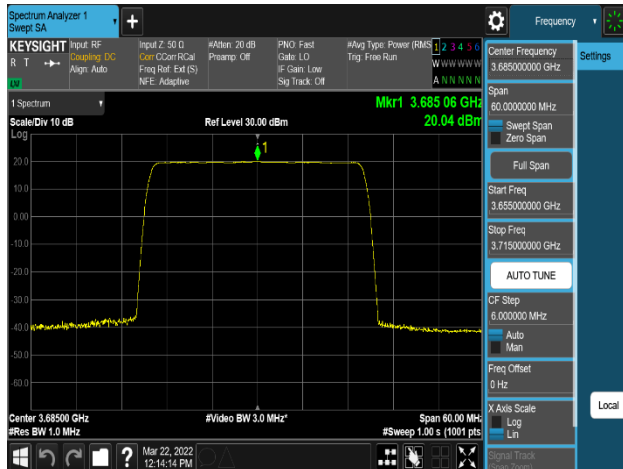 Spectrum Analyzer 1
Swept SA
+
Frequency
KEYSIGHT
R T
Input: RF
Coupling: DC
Align: Auto
Input Z: 50 Ω
Corr CCorr RCal
Freq Ref: Ext (S)
NFE: Adaptive
#Atten: 20 dB
Preamp: Off
PNO: Fast
Gate: LO
IF Gain: Low
Sig Track: Off
#Avg Type: Power (RMS
Trig: Free Run
1 2 3 4 5 6
W W W W W W
A N N N N N
1 Spectrum
Scale/Div 10 dB
Ref Level 30.00 dBm
Mkr1 3.685 06 GHz
20.04 dBm
Log
1
20.0
10.0
0.00
-10.0
-20.0
-30.0
-40.0
-50.0
-60.0
Center 3.68500 GHz
#Video BW 3.0 MHz*
Span 60.00 MHz
#Res BW 1.0 MHz
#Sweep 1.00 s (1001 pts
Mar 22, 2022
12:14:14 PM
?
Center Frequency
3.685000000 GHz
Settings
Span
60.0000000 MHz
Swept Span
Zero Span
Full Span
Start Freq
3.655000000 GHz
Stop Freq
3.715000000 GHz
AUTO TUNE
CF Step
6.000000 MHz
Auto
Man
Freq Offset
0 Hz
X Axis Scale
Log
Lin
Local
Signal Track
(Span Zoom)